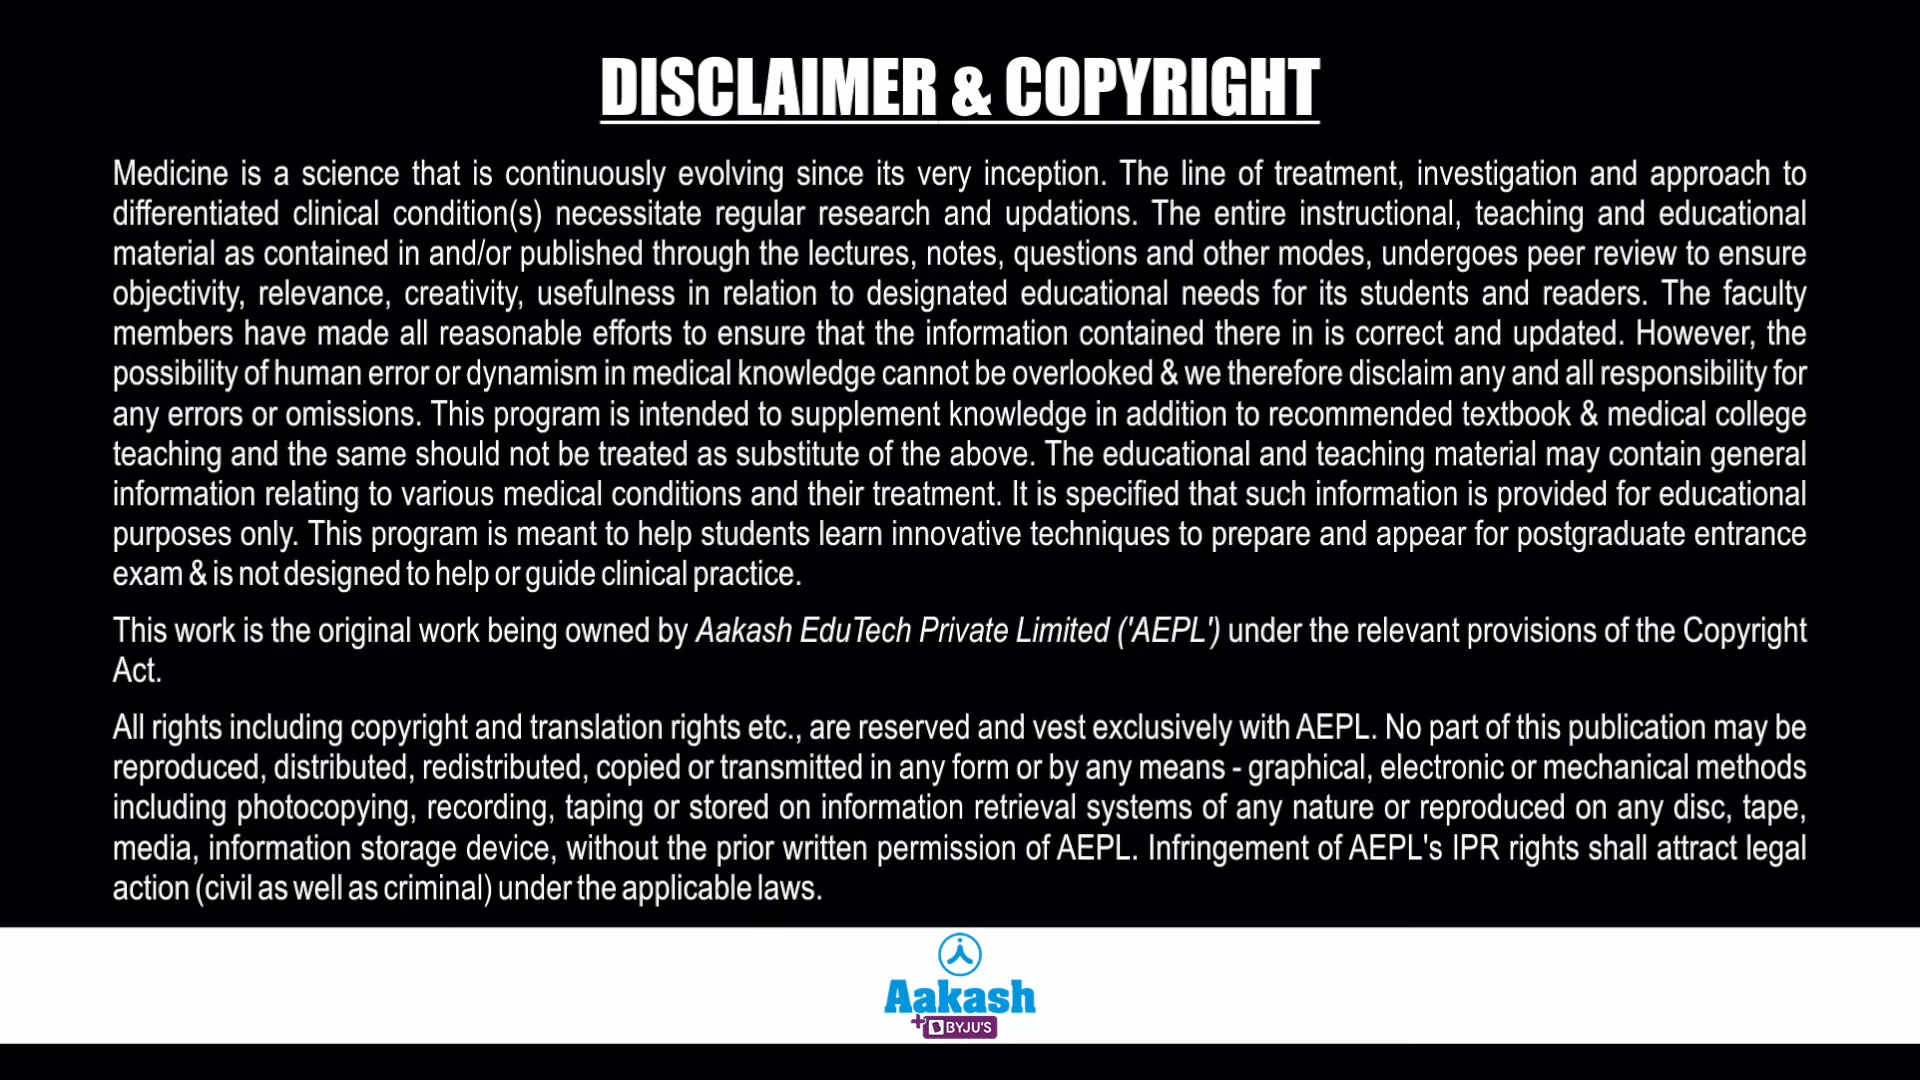 DISCLAIMER & COPYRIGHT
Medicine is a science that is continuously evolving since its very inception. The line of treatment, investigation and approach to
differentiated clinical condition(s) necessitate regular research and updations. The entire instructional, teaching and educational
material as contained in and/or published through the lectures, notes, questions and other modes, undergoes peer review to ensure
objectivity, relevance, creativity, usefulness in relation to designated educational needs for its students and readers. The faculty
members have made all reasonable efforts to ensure that the information contained there in is correct and updated. However, the
possibility of human error or dynamism in medical knowledge cannot be overlooked & we therefore disclaim any and all responsibility for
any errors or omissions. This program is intended to supplement knowledge in addition to recommended textbook & medical college
teaching and the same should not be treated as substitute of the above. The educational and teaching material may contain general
information relating to various medical conditions and their treatment. It is specified that such information is provided for educational
purposes only. This program is meant to help students learn innovative techniques to prepare and appear for postgraduate entrance
exam & is not designed to help or guide clinical practice.
This work is the original work being owned by Aakash EduTech Private Limited ('AEPL') under the relevant provisions of the Copyright
Act.
All rights including copyright and translation rights etc., are reserved and vest exclusively with AEPL. No part of this publication may be
reproduced, distributed, redistributed, copied or transmitted in any form or by any means - graphical, electronic or mechanical methods
including photocopying, recording, taping or stored on information retrieval systems of any nature or reproduced on any disc, tape,
media, information storage device, without the prior written permission of AEPL. Infringement of AEPL's IPR rights shall attract legal
action (civil as well as criminal) under the applicable laws.
Aakash
+ BYJU'S